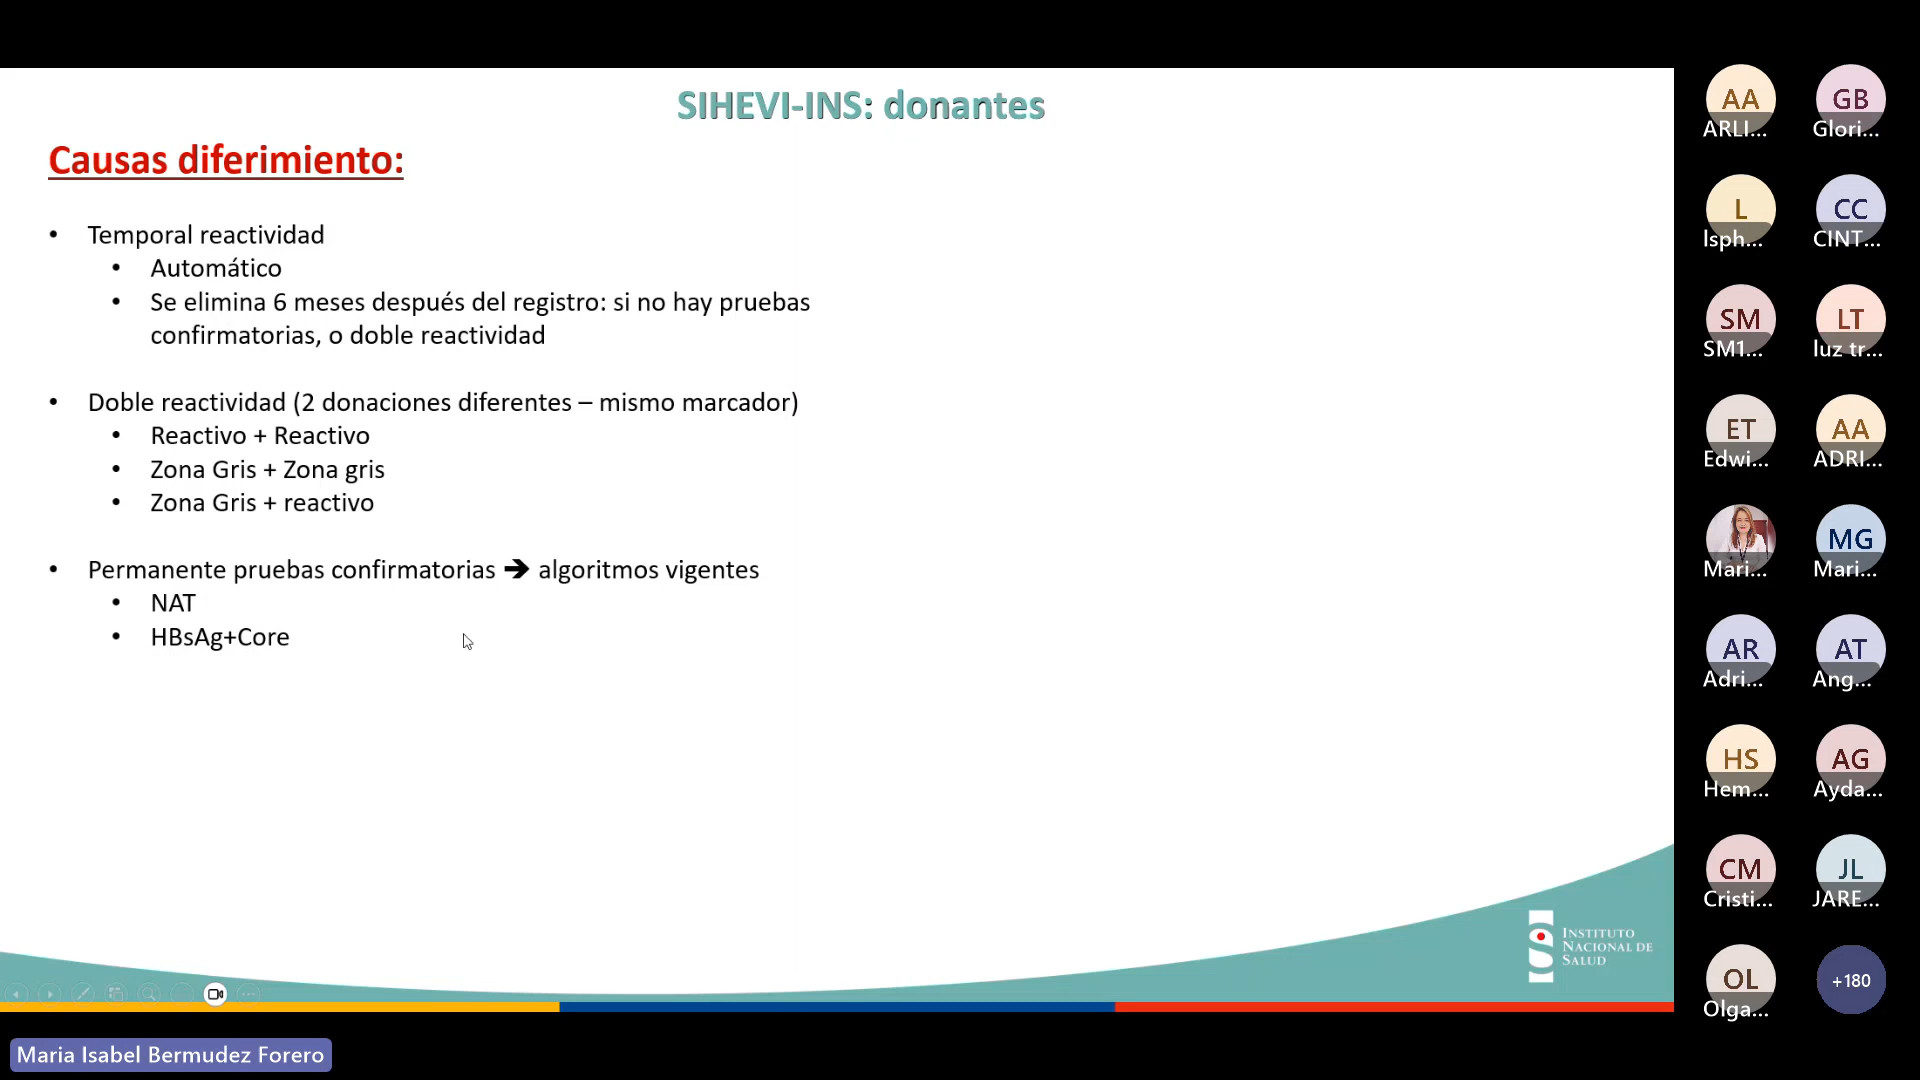 SIHEVI-INS: donantes
Causas diferimiento:
• Temporal reactividad
• Automático
• Se elimina 6 meses después del registro: si no hay pruebas
confirmatorias, o doble reactividad
• Doble reactividad (2 donaciones diferentes – mismo marcador)
• Reactivo + Reactivo
• Zona Gris + Zona gris
• Zona Gris + reactivo
• Permanente pruebas confirmatorias ➔ algoritmos vigentes
• NAT
• HBsAg+Core
INSTITUTO
NACIONAL DE
SALUD
Maria Isabel Bermudez Forero
AA
ARLI...
GB
Glori...
L
lsph...
CC
CINT...
SM
SM1...
LT
luz tr...
ET
Edwi...
AA
ADRI...
Mari...
MG
Mari...
AR
Adri...
AT
Ang...
HS
Hem...
AG
Ayda...
CM
Cristi...
JL
JARE...
OL
Olga...
+180